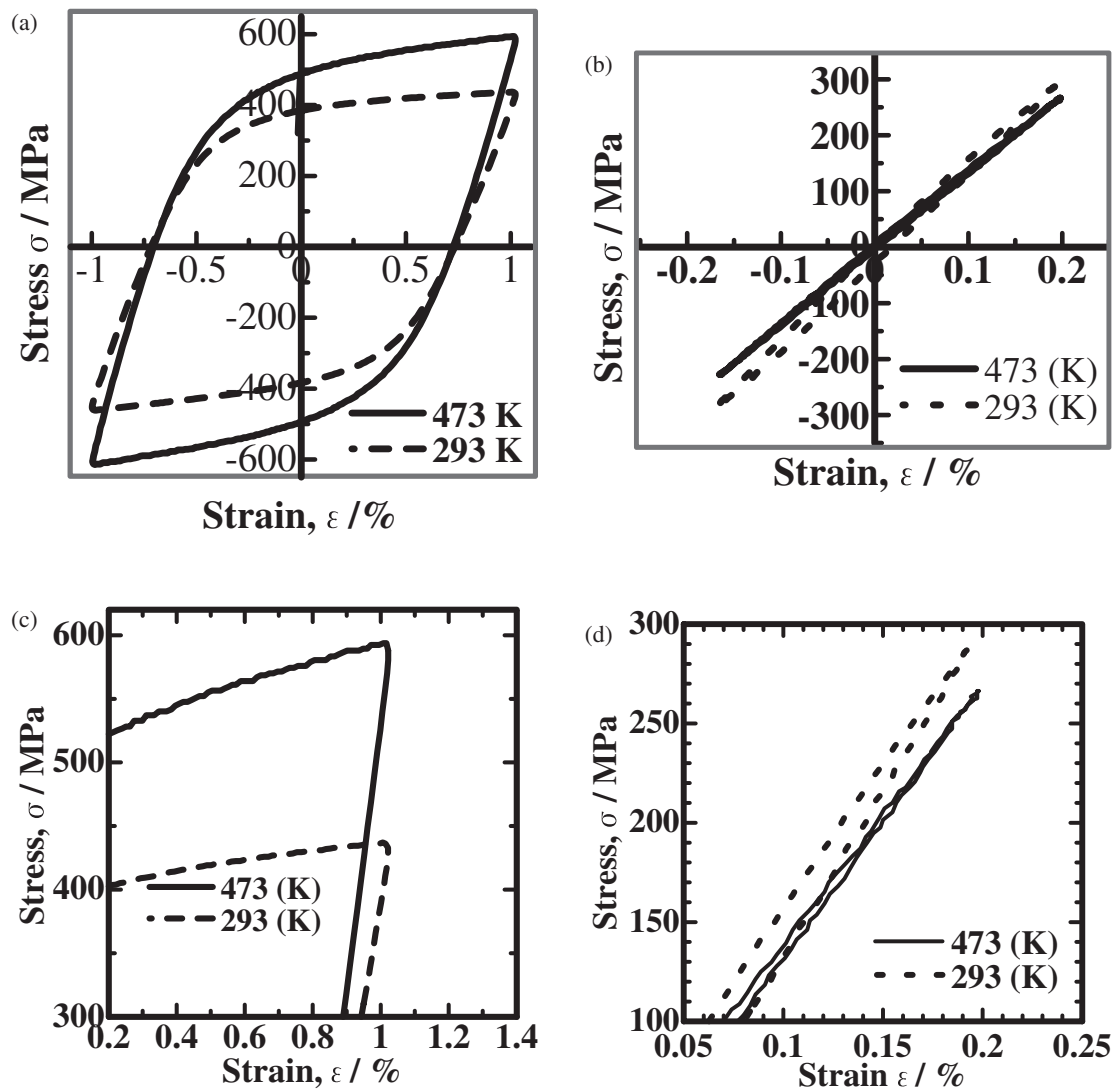 (a)
600
400
200
0
-1
-0.5
0
0.5
1
-200
-400
-600
473 K
293 K
Stress σ / MPa
Strain, ε /%
(b)
300
200
100
0
-0.2
-0.1
0
0.1
0.2
-100
-200
-300
473 (K)
293 (K)
Stress, σ / MPa
Strain, ε / %
(c)
600
500
400
300
473 (K)
293 (K)
0.2 0.4 0.6 0.8 1 1.2 1.4
Stress, σ / MPa
Strain, ε / %
(d)
300
250
200
150
100
473 (K)
293 (K)
0.05 0.1 0.15 0.2 0.25
Stress, σ / MPa
Strain ε / %